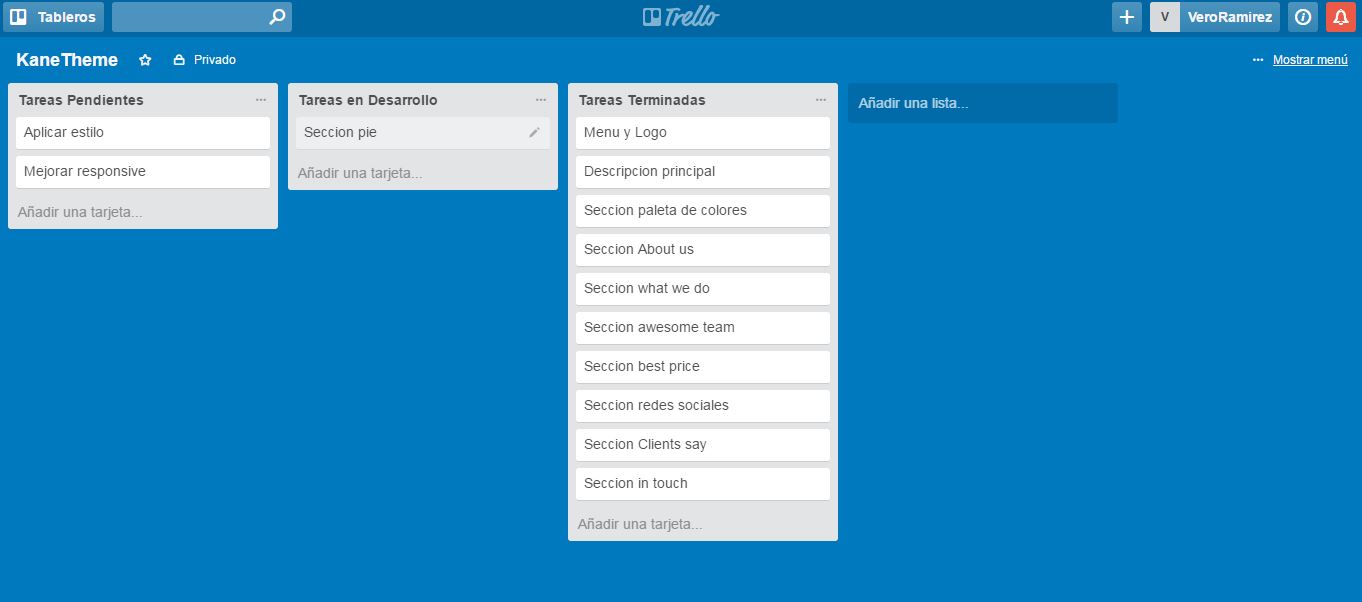 Tableros
Trello
V VeroRamirez
KaneTheme
Privado
Mostrar menú
Tareas Pendientes
Aplicar estilo
Mejorar responsive
Añadir una tarjeta...
Tareas en Desarrollo
Seccion pie
Añadir una tarjeta...
Tareas Terminadas
Menu y Logo
Descripcion principal
Seccion paleta de colores
Seccion About us
Seccion what we do
Seccion awesome team
Seccion best price
Seccion redes sociales
Seccion Clients say
Seccion in touch
Añadir una tarjeta...
Añadir una lista...